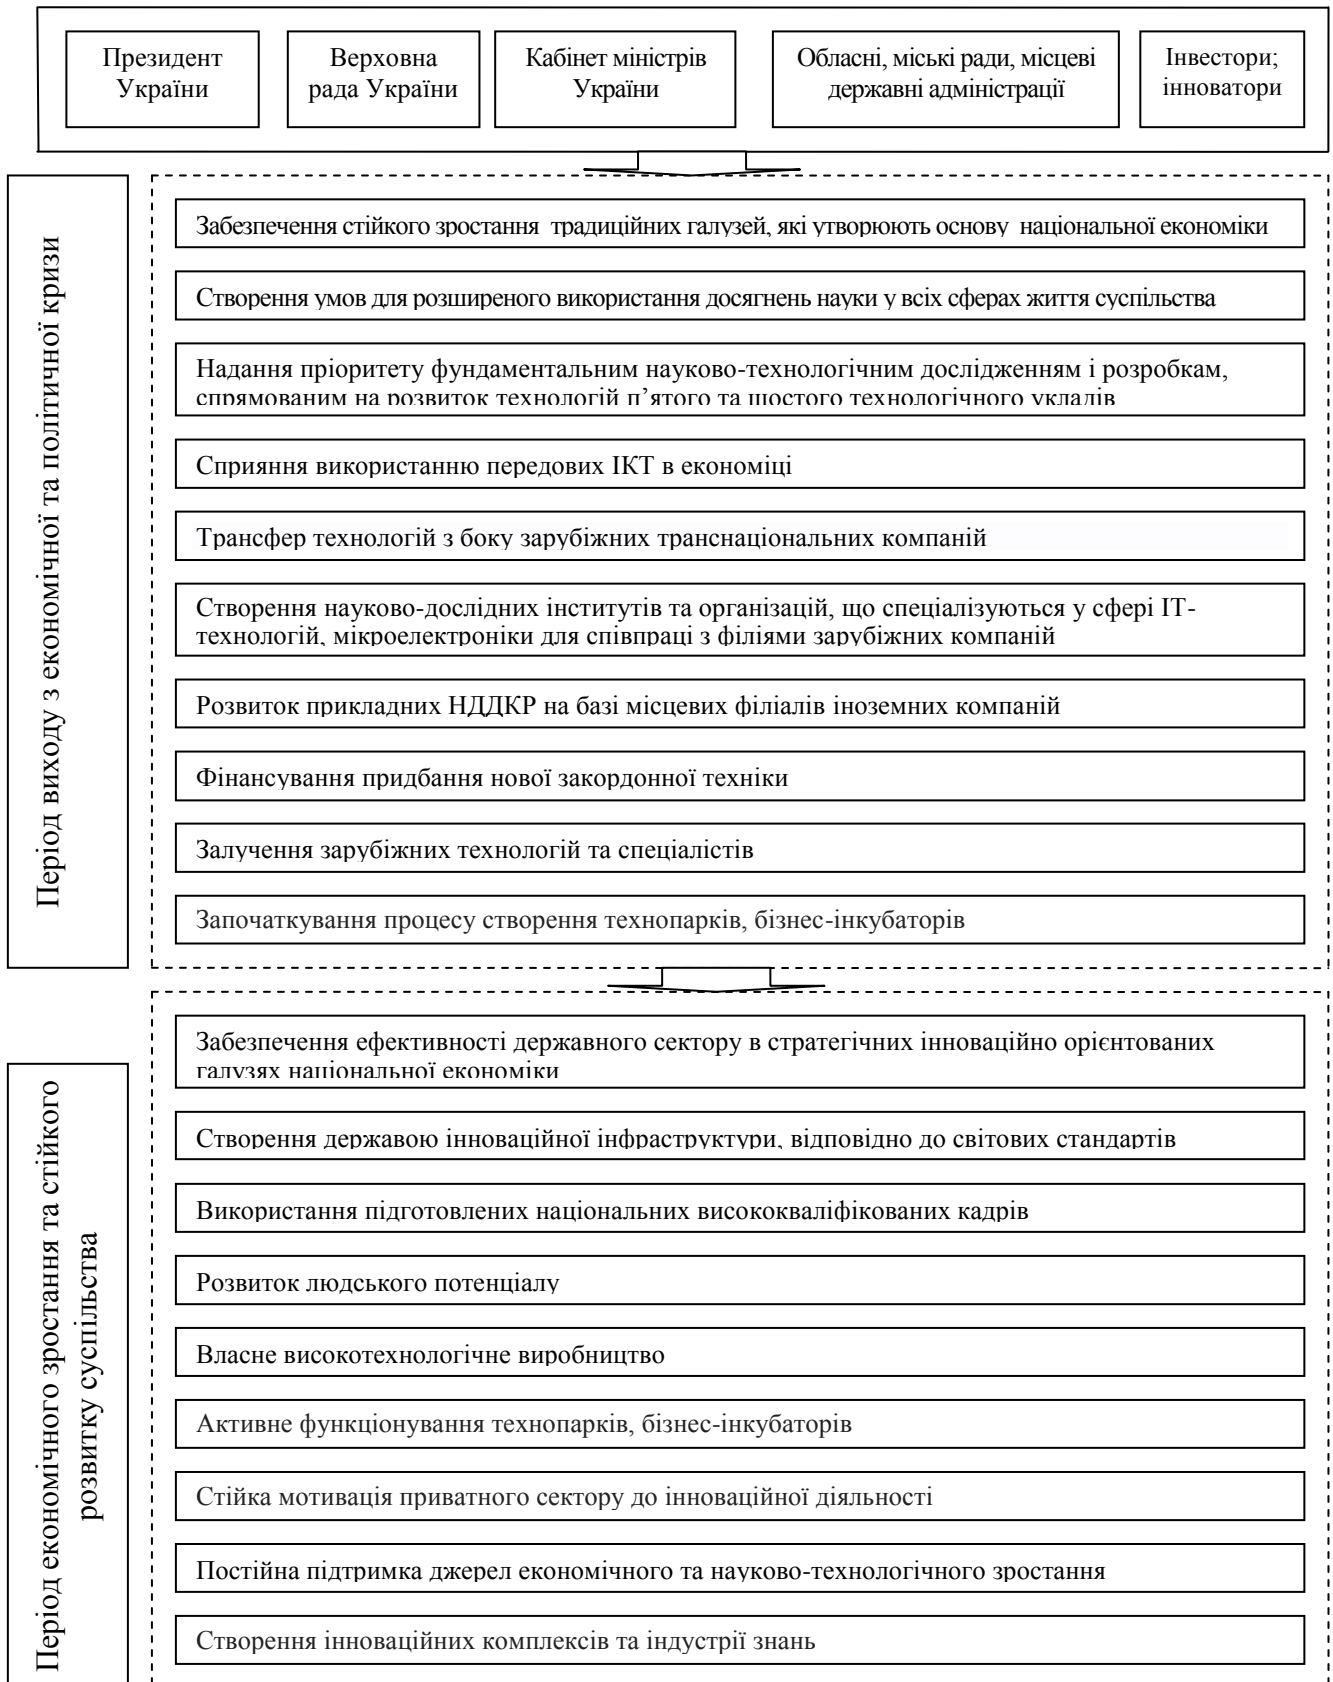 Президент
України
Верховна
рада України
Кабінет міністрів
України
Обласні, міські ради, місцеві
державні адміністрації
Інвестори;
інноватори
Період виходу з економічної та політичної кризи
Забезпечення стійкого зростання традиційних галузей, які утворюють основу національної економіки
Створення умов для розширеного використання досягнень науки у всіх сферах життя суспільства
Надання пріоритету фундаментальним науково-технологічним дослідженням і розробкам,
спрямованим на розвиток технологій п’ятого та шостого технологічного укладів
Сприяння використанню передових ІКТ в економіці
Трансфер технологій з боку зарубіжних транснаціональних компаній
Створення науково-дослідних інститутів та організацій, що спеціалізуються у сфері ІТ-
технологій, мікроелектроніки для співпраці з філіями зарубіжних компаній
Розвиток прикладних НДДКР на базі місцевих філіалів іноземних компаній
Фінансування придбання нової закордонної техніки
Залучення зарубіжних технологій та спеціалістів
Започаткування процесу створення технопарків, бізнес-інкубаторів
Період економічного зростання та стійкого
розвитку суспільства
Забезпечення ефективності державного сектору в стратегічних інноваційно орієнтованих
галузях національної економіки
Створення державою інноваційної інфраструктури, відповідно до світових стандартів
Використання підготовлених національних висококваліфікованих кадрів
Розвиток людського потенціалу
Власне високотехнологічне виробництво
Активне функціонування технопарків, бізнес-інкубаторів
Стійка мотивація приватного сектору до інноваційної діяльності
Постійна підтримка джерел економічного та науково-технологічного зростання
Створення інноваційних комплексів та індустрії знань